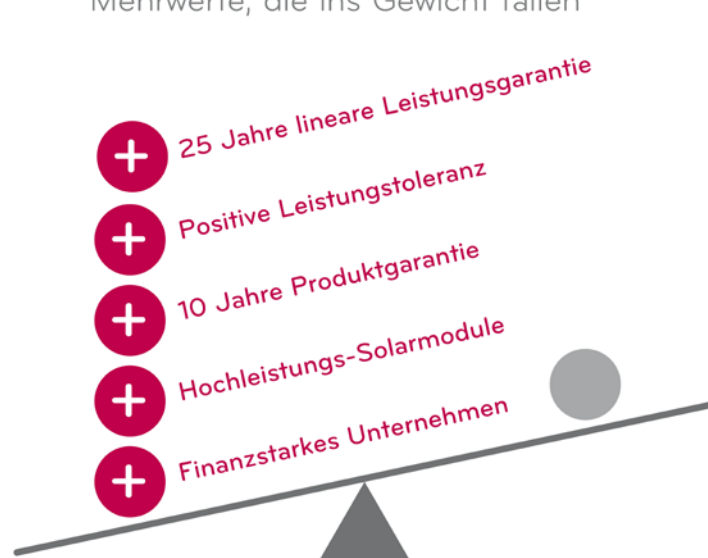 Mehrwerte, die ins Gewicht fallen
25 Jahre lineare Leistungsgarantie
Positive Leistungstoleranz
10 Jahre Produktgarantie
Hochleistungs-Solarmodule
Finanzstarkes Unternehmen